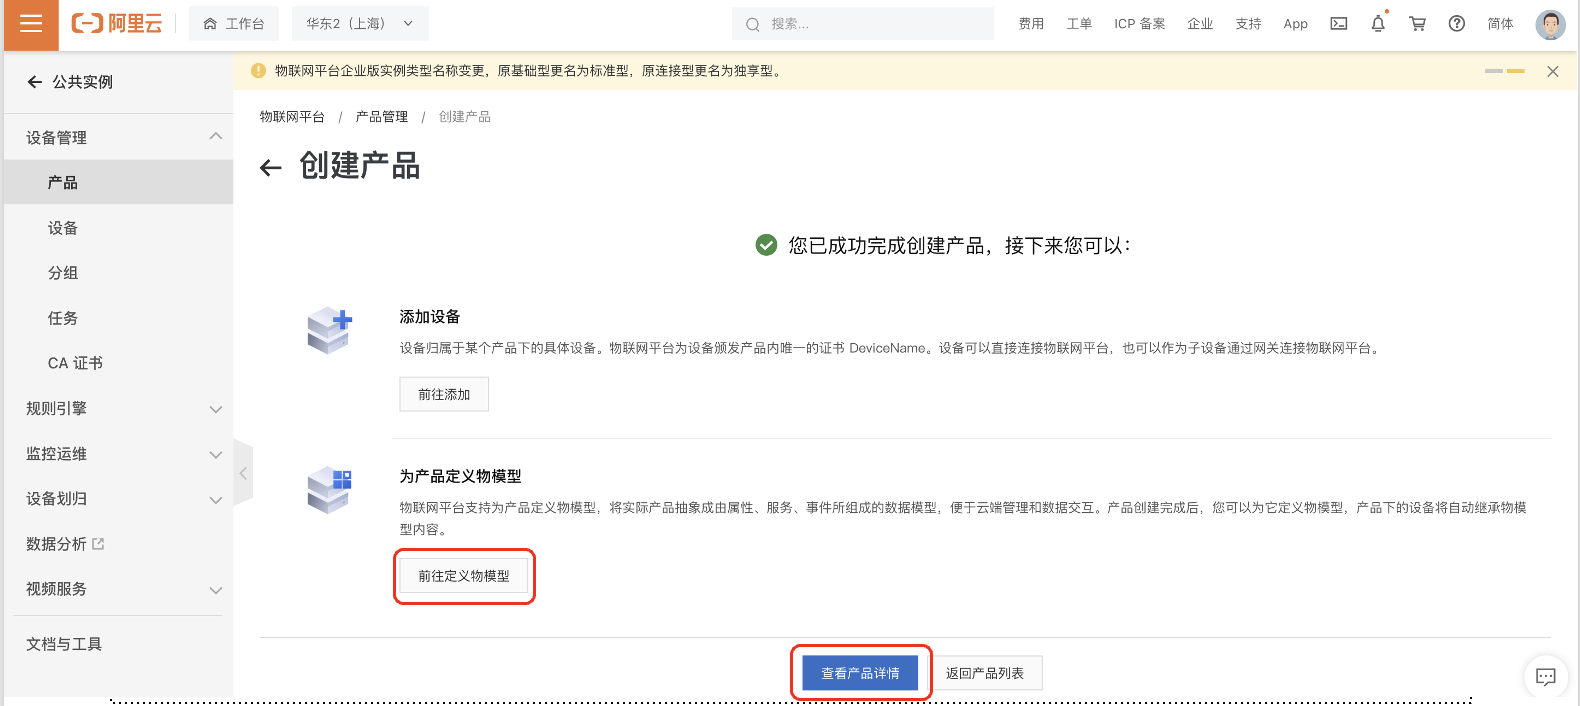 阿里云
工作台
华东2（上海）
搜索...
费用
工单
ICP 备案
企业
支持
App
简体
公共实例
设备管理
产品
设备
分组
任务
CA 证书
规则引擎
监控运维
设备划归
数据分析
视频服务
文档与工具
物联网平台企业版实例类型名称变更，原基础型更名为标准型，原连接型更名为独享型。
物联网平台 / 产品管理 / 创建产品
创建产品
您已成功完成创建产品，接下来您可以：
添加设备
设备归属于某个产品下的具体设备。物联网平台为设备颁发产品内唯一的证书 DeviceName。设备可以直接连接物联网平台，也可以作为子设备通过网关连接物联网平台。
前往添加
为产品定义物模型
物联网平台支持为产品定义物模型，将实际产品抽象成由属性、服务、事件所组成的数据模型，便于云端管理和数据交互。产品创建完成后，您可以为它定义物模型，产品下的设备将自动继承物模
型内容。
前往定义物模型
查看产品详情
返回产品列表